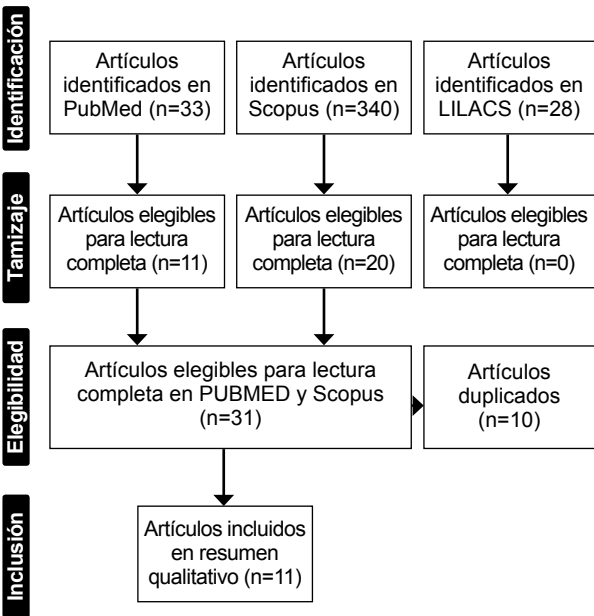 Identificación
Artículos
identificados en
PubMed (n=33)
Artículos
identificados en
Scopus (n=340)
Artículos
identificados en
LILACS (n=28)
Tamizaje
Artículos elegibles
para lectura
completa (n=11)
Artículos elegibles
para lectura
completa (n=20)
Artículos elegibles
para lectura
completa (n=0)
Elegibilidad
Artículos elegibles para lectura
completa en PUBMED y Scopus
(n=31)
Artículos
duplicados
(n=10)
Inclusión
Artículos incluidos
en resumen
qualitativo (n=11)